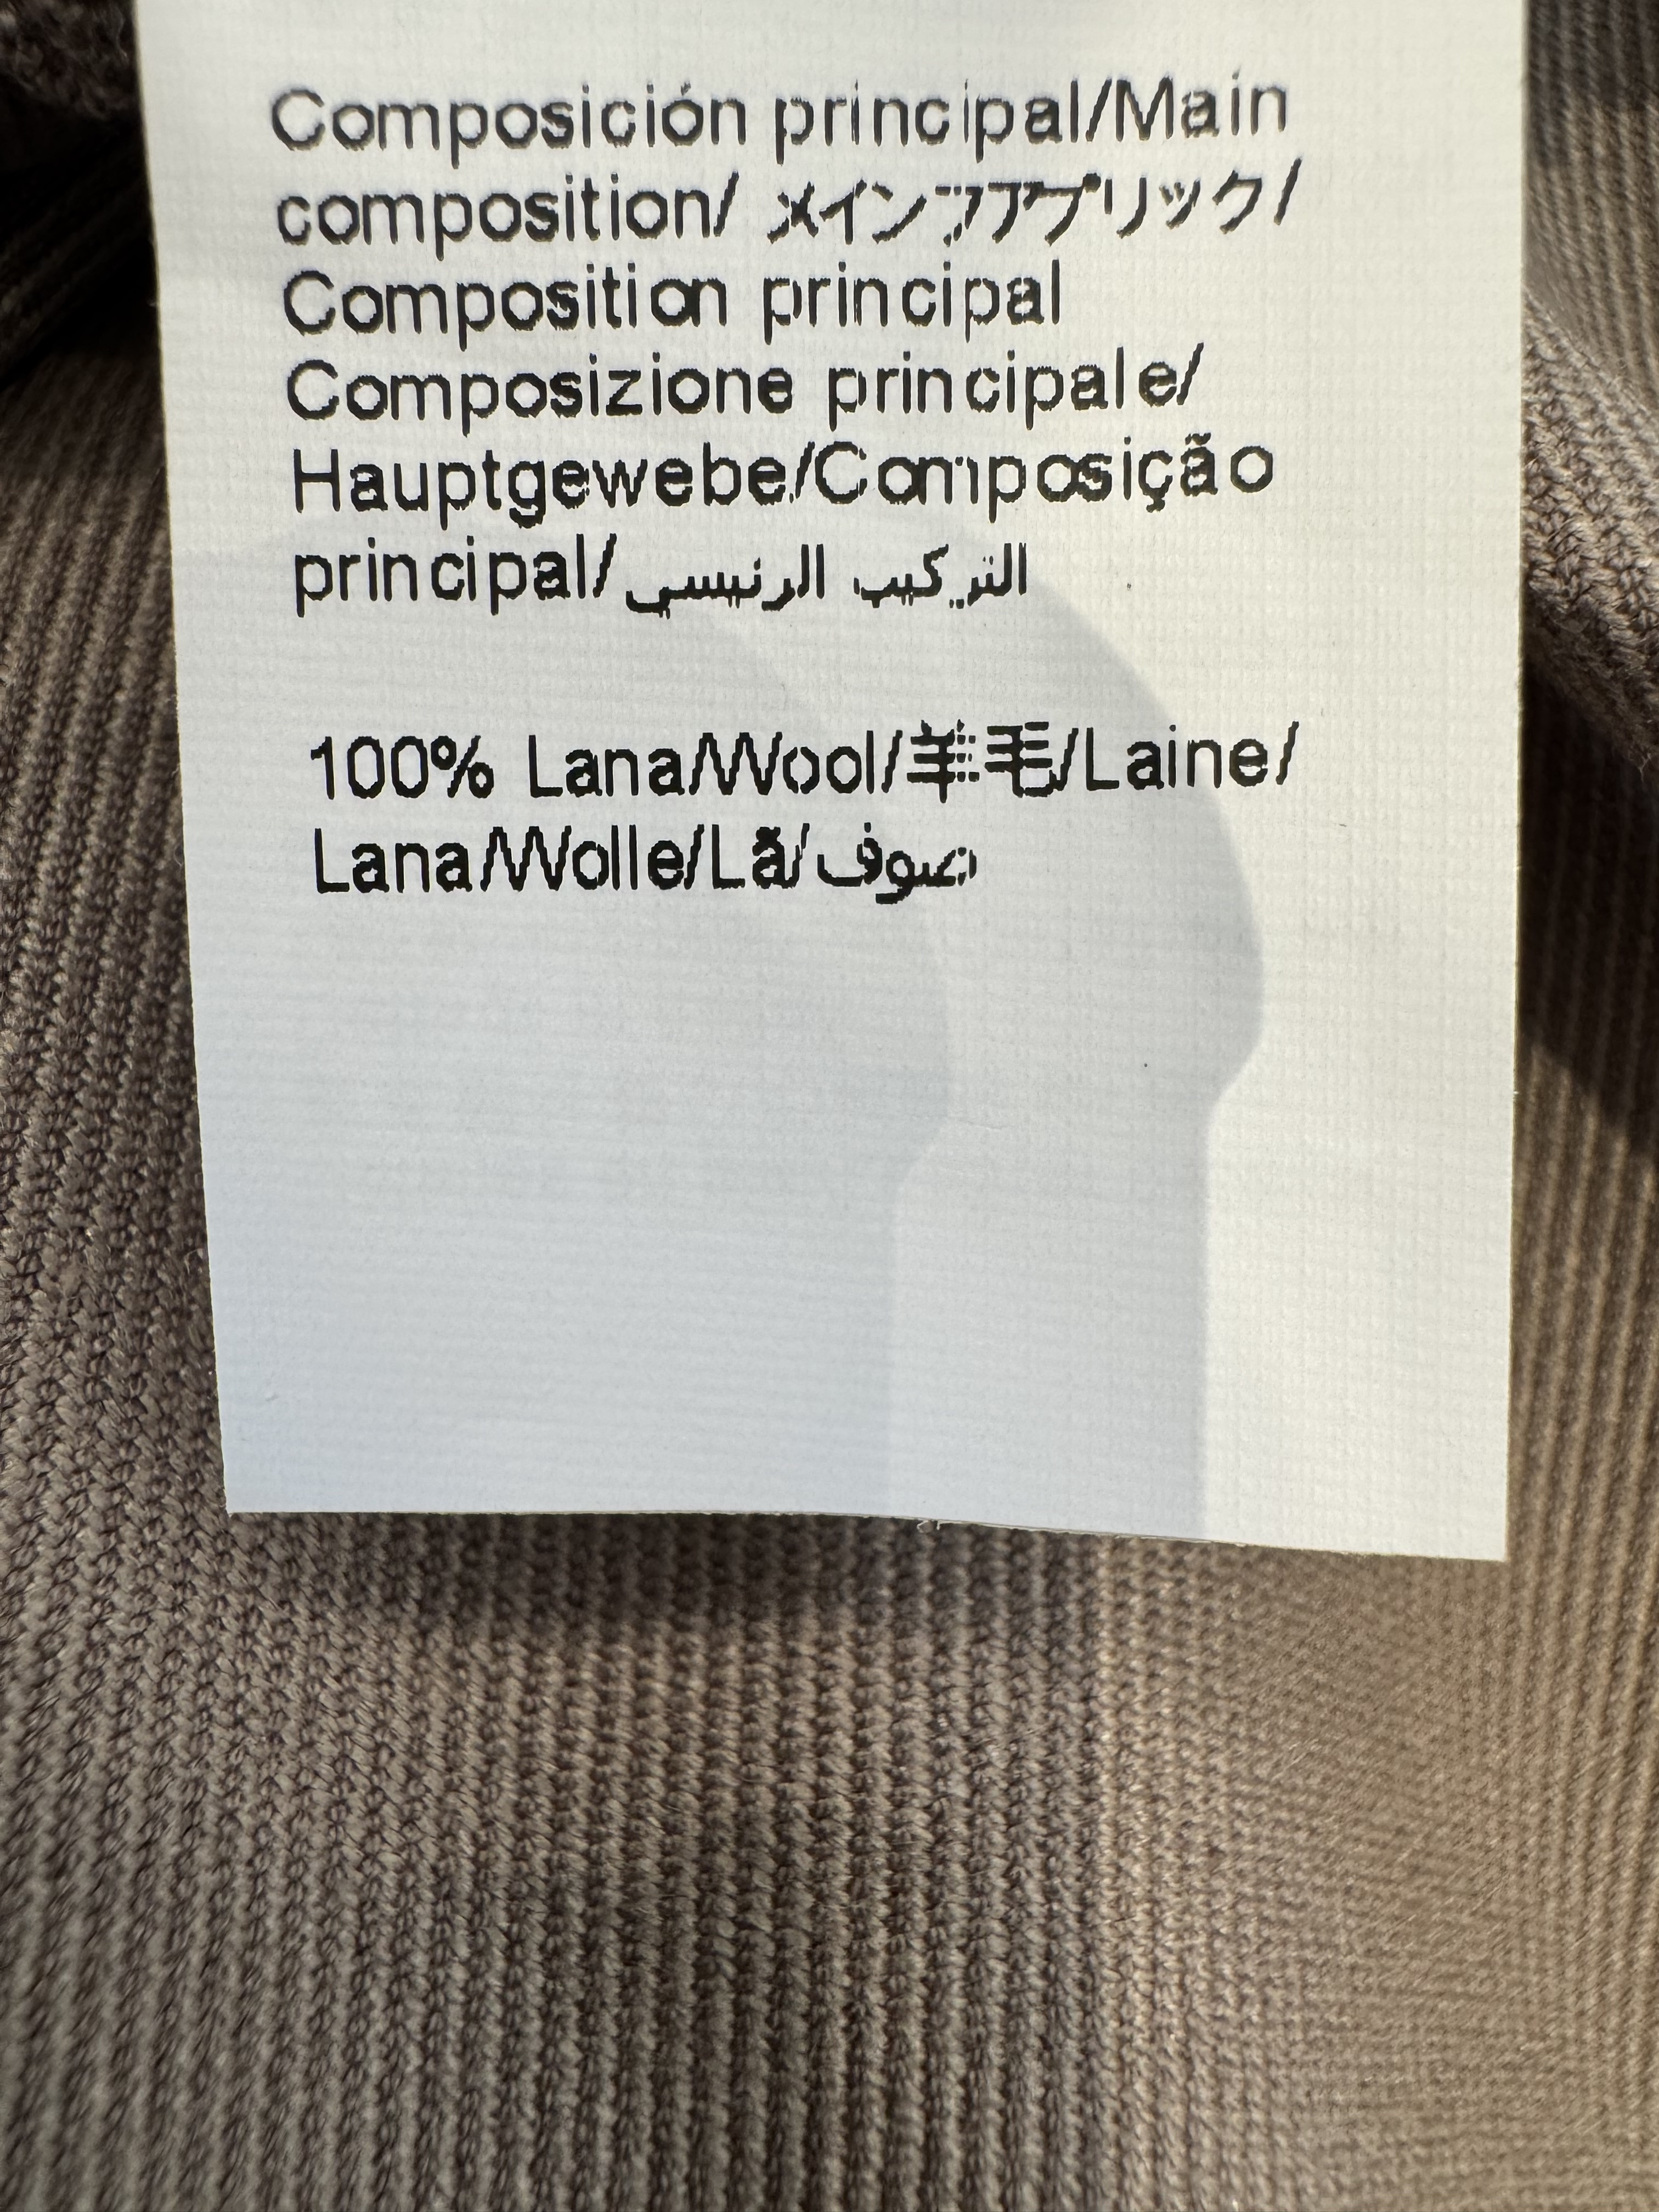 Composición principal/Main
composition/ メインファブリック/
Composition principal
Composizione principale/
Hauptgewebe/Composição
principal/التركيب الرئيسي
100% Lana/Wool/羊毛/Laine/
Lana/Wolle/Lã/صوف